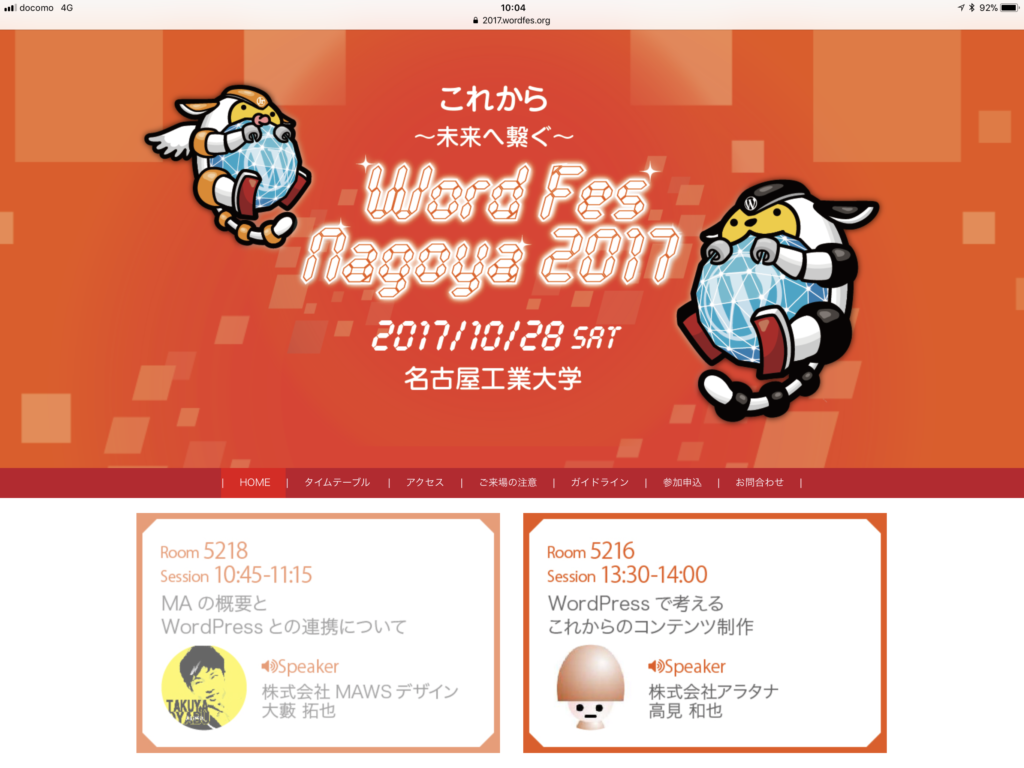 docomo 4G 10:04 92%
2017.wordfes.org
これから
〜未来へ繋ぐ〜
Word Fes
Nagoya 2017
2017/10/28 SAT
名古屋工業大学
| HOME | タイムテーブル | アクセス | ご来場の注意 | ガイドライン | 参加申込 | お問合わせ |
Room 5218
Session 10:45-11:15
MA の概要と
WordPress との連携について
Speaker
株式会社 MAWS デザイン
大藪 拓也
TAKUYA
Room 5216
Session 13:30-14:00
WordPress で考える
これからのコンテンツ制作
Speaker
株式会社アラタナ
高見 和也